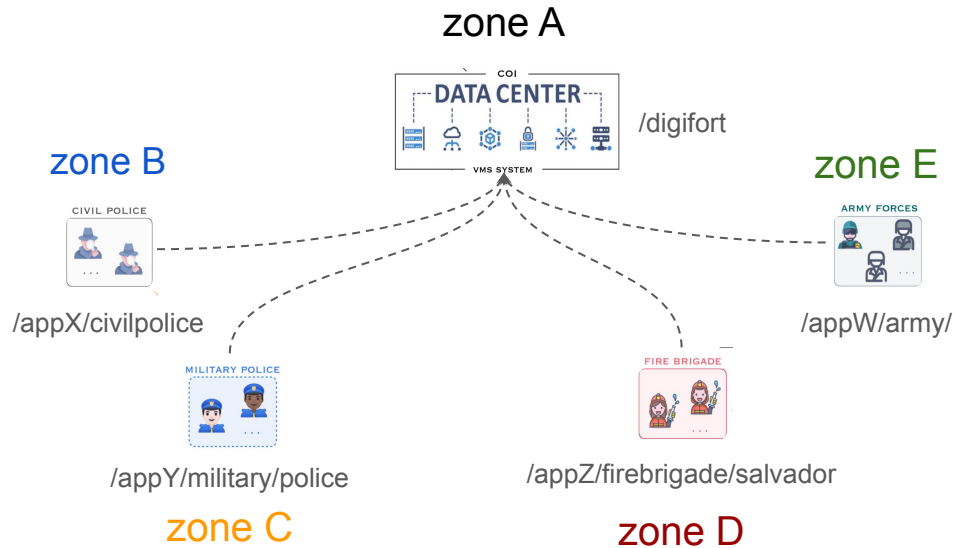 zone A
COI
DATA CENTER
VMS SYSTEM
/digifort
zone B
CIVIL POLICE
. . .
/appX/civilpolice
zone E
ARMY FORCES
. . .
/appW/army/
MILITARY POLICE
. . .
/appY/military/police
zone C
FIRE BRIGADE
. . .
/appZ/firebrigade/salvador
zone D